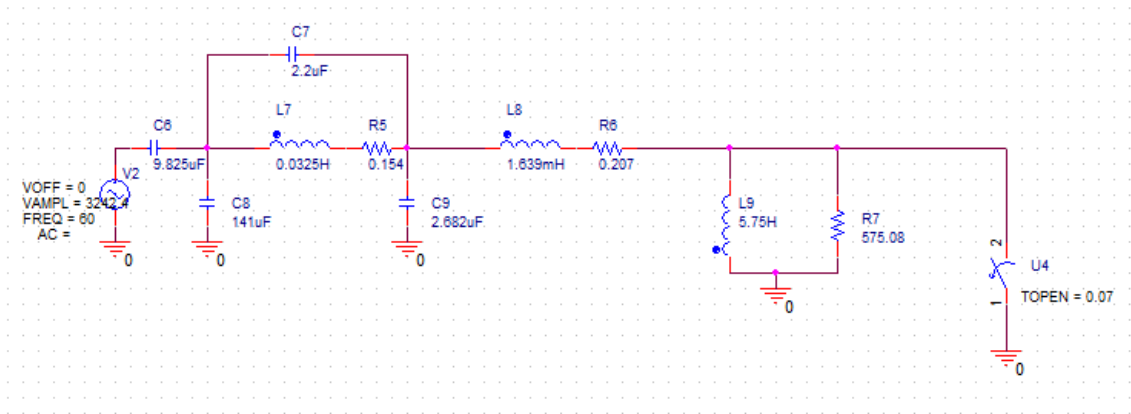 C7
2.2uF
L7
R5
L8
R6
C6
9.825uF
0.0325H
0.154
1.639mH
0.207
V2
VOFF = 0
VAMPL = 3242.4
FREQ = 60
AC =
C8
141uF
C9
2.682uF
L9
5.75H
R7
575.08
2
U4
1
TOPEN = 0.07
0
0
0
0
0